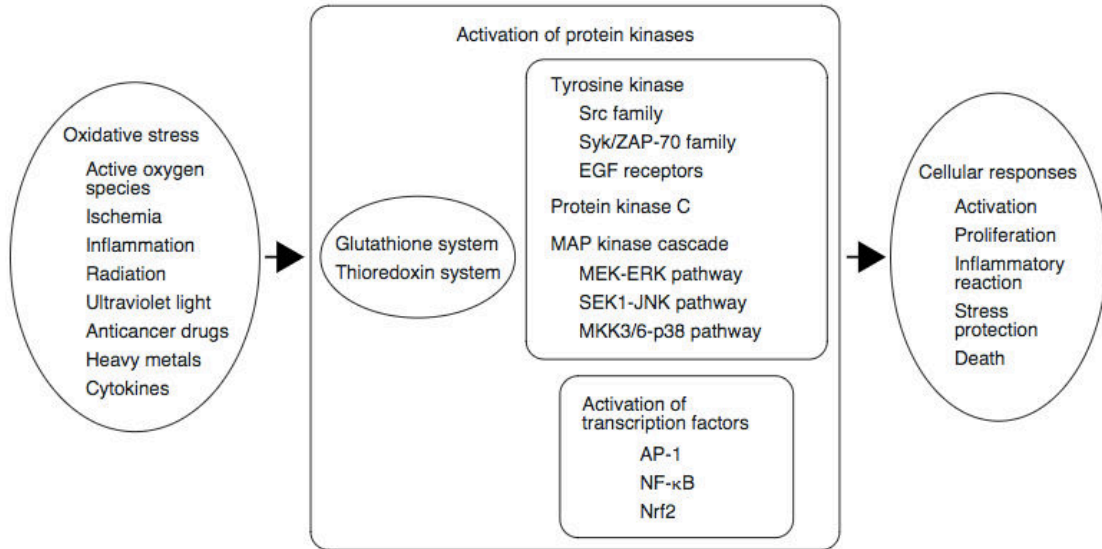 Oxidative stress
Active oxygen
species
Ischemia
Inflammation
Radiation
Ultraviolet light
Anticancer drugs
Heavy metals
Cytokines
Activation of protein kinases
Glutathione system
Thioredoxin system
Tyrosine kinase
Src family
Syk/ZAP-70 family
EGF receptors
Protein kinase C
MAP kinase cascade
MEK-ERK pathway
SEK1-JNK pathway
MKK3/6-p38 pathway
Activation of
transcription factors
AP-1
NF-κB
Nrf2
Cellular responses
Activation
Proliferation
Inflammatory
reaction
Stress
protection
Death